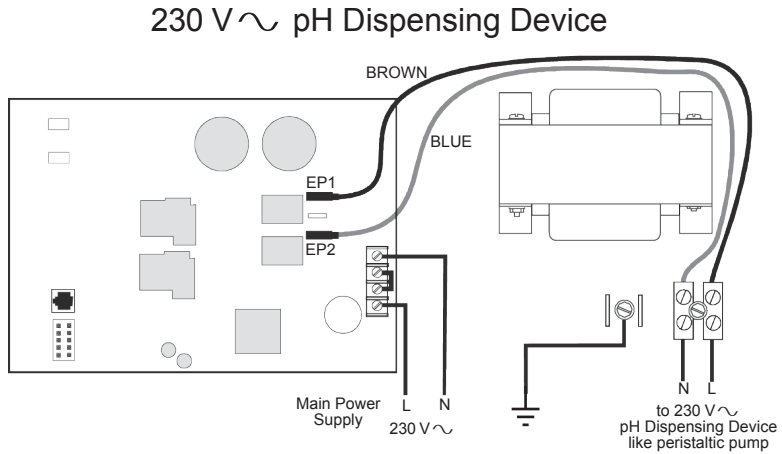 230 V∿ pH Dispensing Device
BROWN
BLUE
EP1
EP2
Main Power
Supply
L
N
230 V∿
N
L
to 230 V∿
pH Dispensing Device
like peristaltic pump